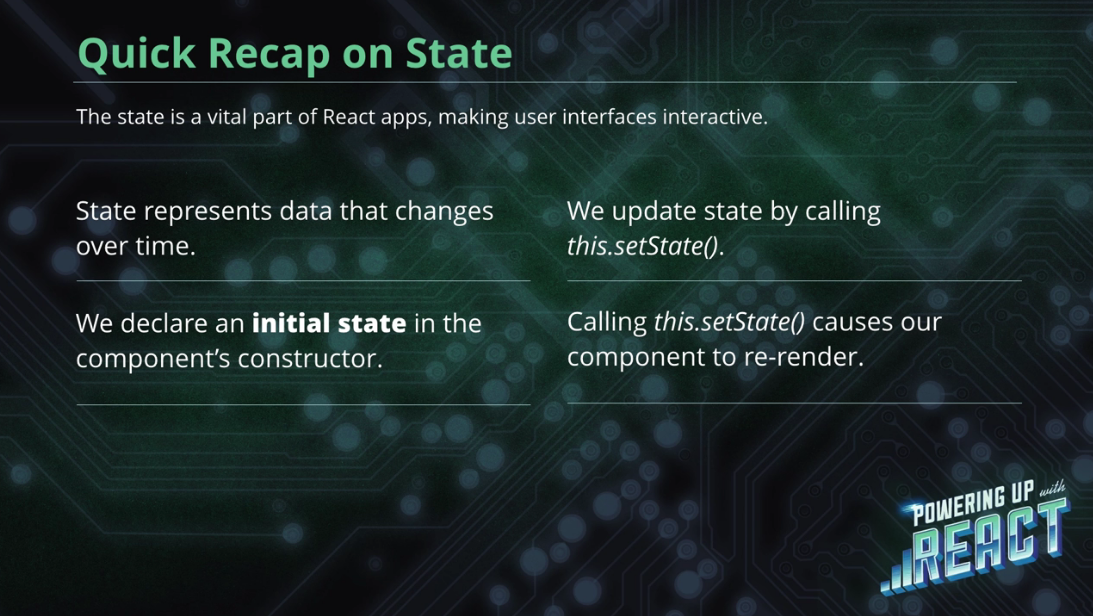 Quick Recap on State
The state is a vital part of React apps, making user interfaces interactive.
State represents data that changes
over time.
We declare an initial state in the
component’s constructor.
We update state by calling
this.setState().
Calling this.setState() causes our
component to re-render.
POWERING UP with
REACT